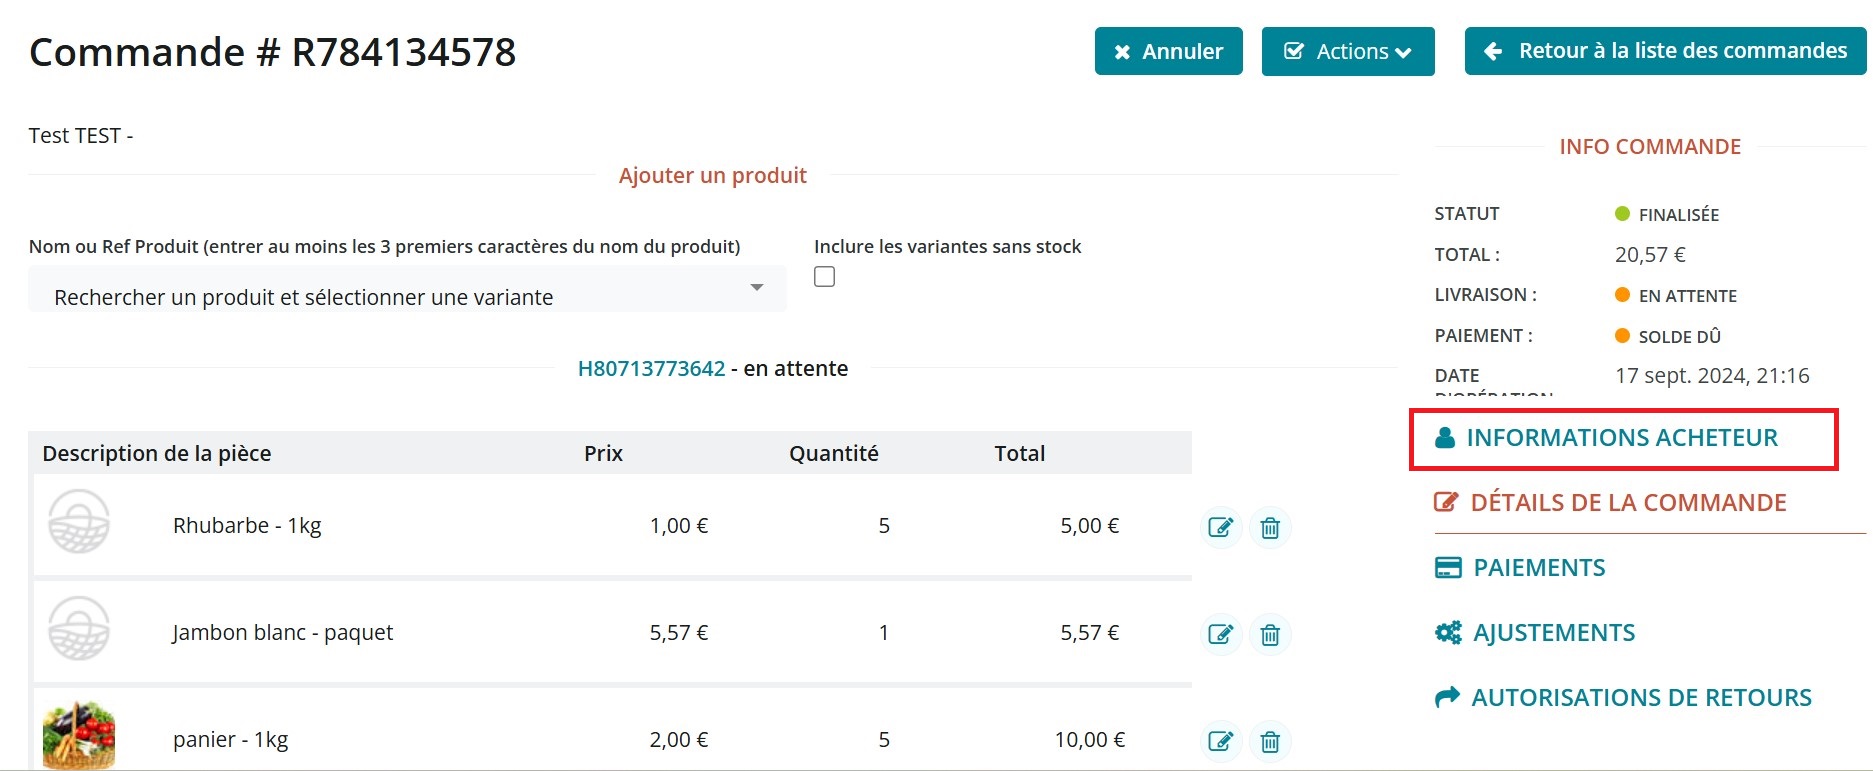 Commande # R784134578
Annuler
Actions
Retour à la liste des commandes
Test TEST -
Ajouter un produit
Nom ou Ref Produit (entrer au moins les 3 premiers caractères du nom du produit)
Inclure les variantes sans stock
Rechercher un produit et sélectionner une variante
H80713773642 - en attente
Description de la pièce Prix Quantité Total
Rhubarbe - 1kg 1,00 € 5 5,00 €
Jambon blanc - paquet 5,57 € 1 5,57 €
panier - 1kg 2,00 € 5 10,00 €
INFO COMMANDE
STATUT FINALISÉE
TOTAL : 20,57 €
LIVRAISON : EN ATTENTE
PAIEMENT : SOLDE DÛ
DATE 17 sept. 2024, 21:16
D'OPÉRATION
INFORMATIONS ACHETEUR
DÉTAILS DE LA COMMANDE
PAIEMENTS
AJUSTEMENTS
AUTORISATIONS DE RETOURS